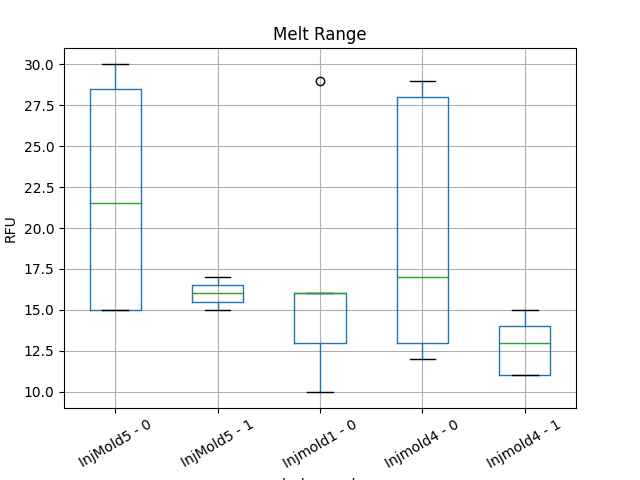 Melt Range
30.0
27.5
25.0
22.5
20.0
17.5
15.0
12.5
10.0
RFU
InjMold5 - 0
InjMold5 - 1
Injmold1 - 0
Injmold4 - 0
Injmold4 - 1